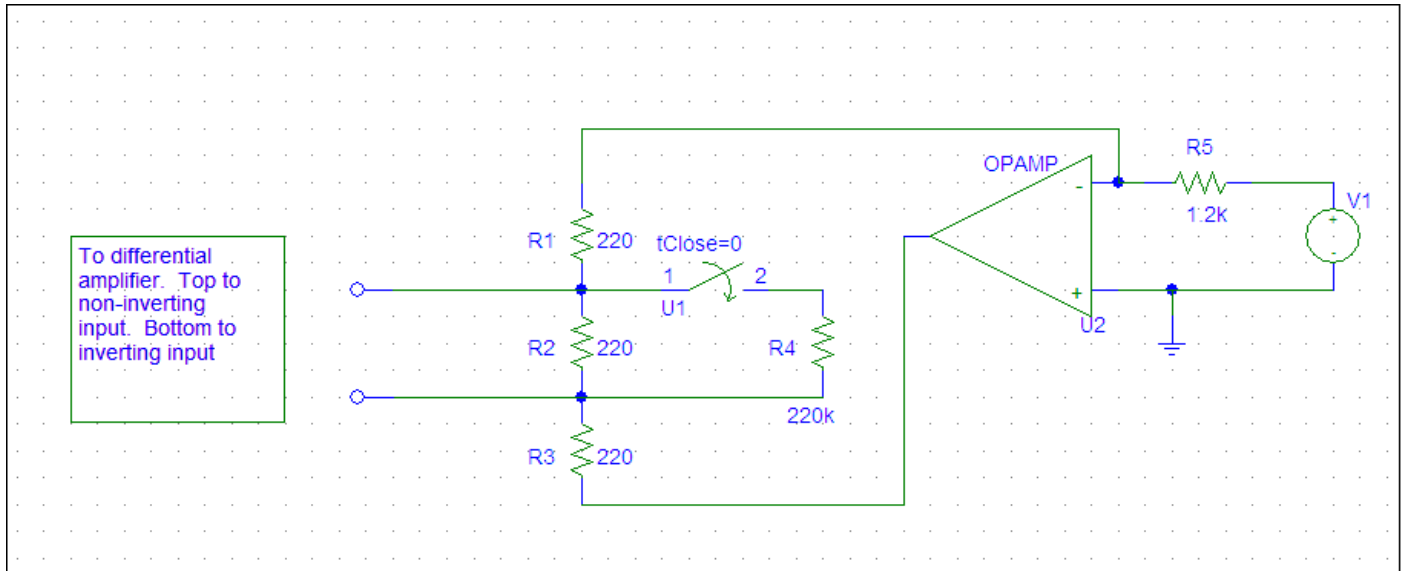 R5
OPAMP
-
V1
1.2k
+
-
To differential
amplifier. Top to
non-inverting
input. Bottom to
inverting input
R1 220
tClose=0
1 2
U1
+
U2
R2 220
R4
220k
R3 220